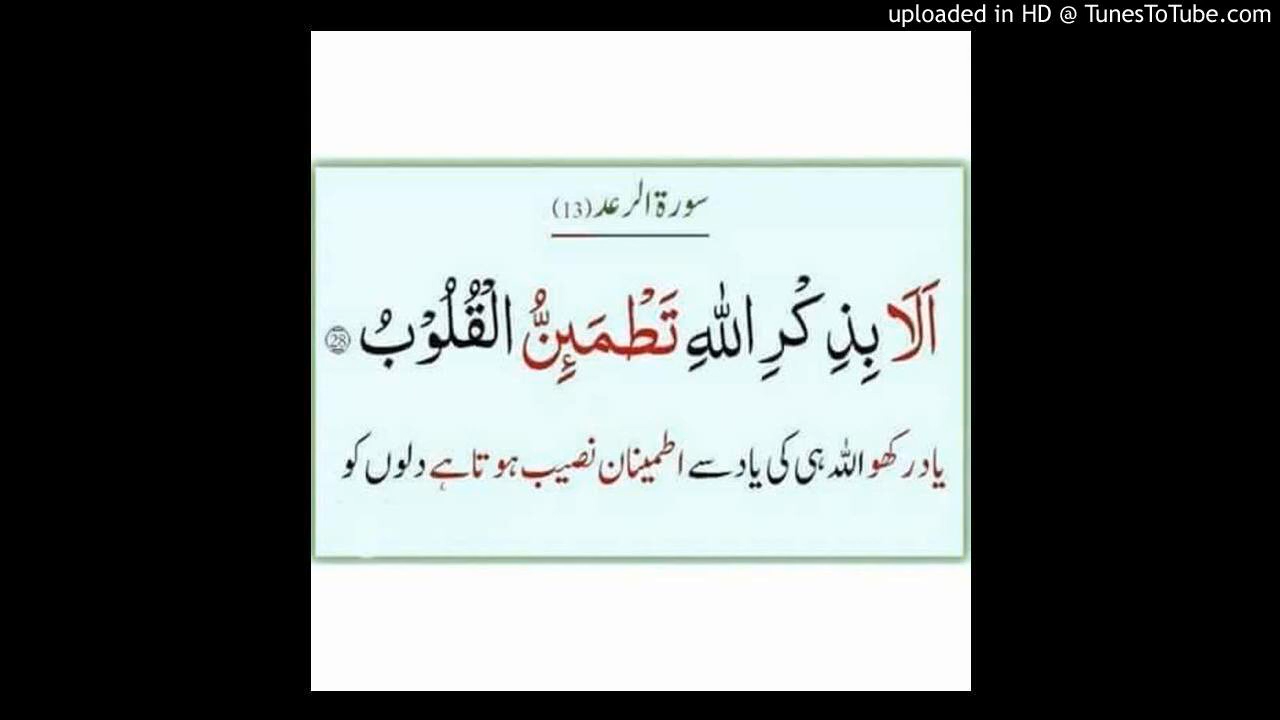 uploaded in HD @ TunesToTube.com
سورة الرعد (13)
اَلَا بِذِكْرِ اللّٰهِ تَطْمَىِٕنُّ الْقُلُوْبُ ﴿28﴾
یاد رکھو اللہ ہی کی یاد سے اطمینان نصیب ہوتا ہے دلوں کو